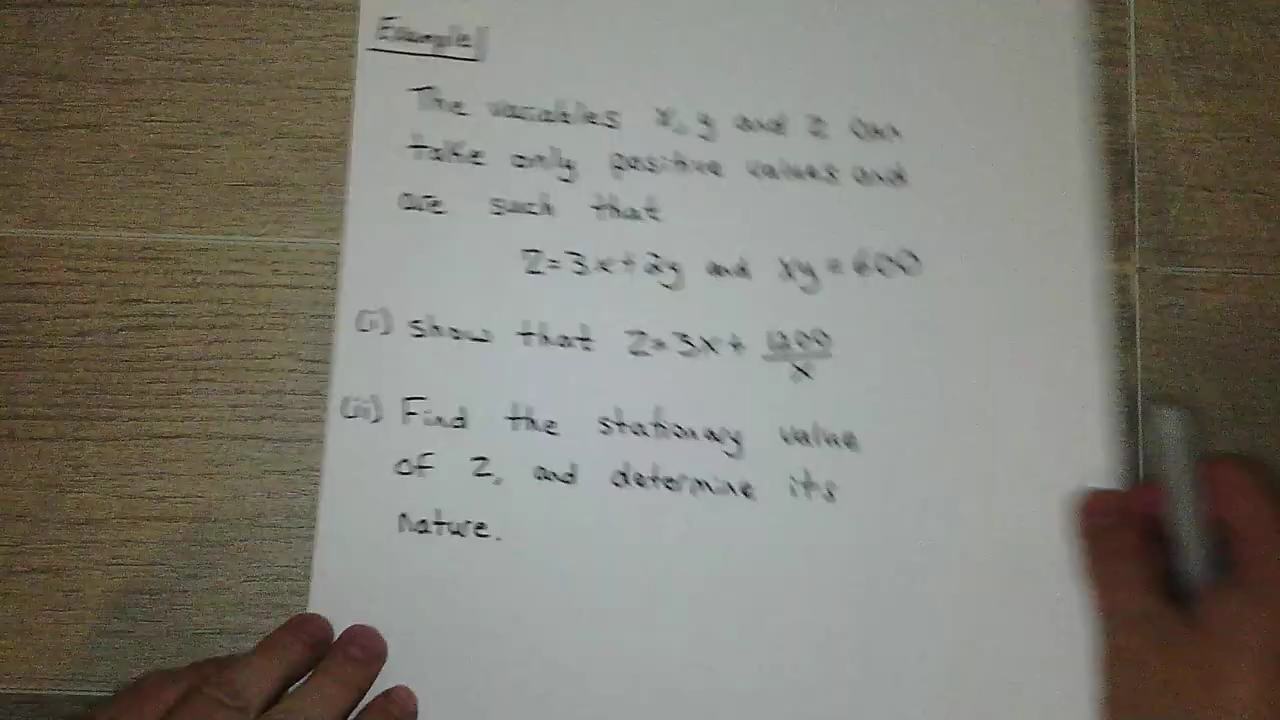 Example
The variables x, y and z can
take only positive values and
are such that
z=3x+2y and xy=600
(i) show that z=3x+ 1200/x
(ii) Find the stationary value
of z, and determine its
nature.